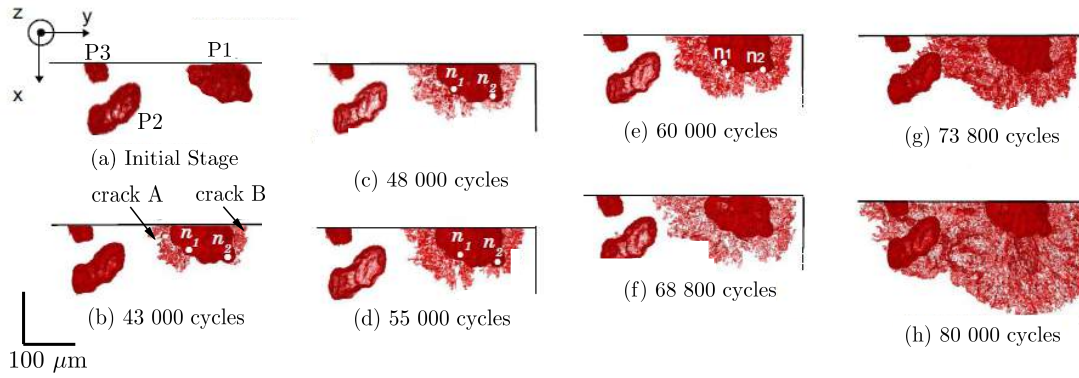 z
y
x
P3
P1
P2
(a) Initial Stage
crack A
crack B
n1
n2
(b) 43 000 cycles
100 μm
n1
n2
(c) 48 000 cycles
n1
n2
(d) 55 000 cycles
n1
n2
(e) 60 000 cycles
(f) 68 800 cycles
(g) 73 800 cycles
(h) 80 000 cycles